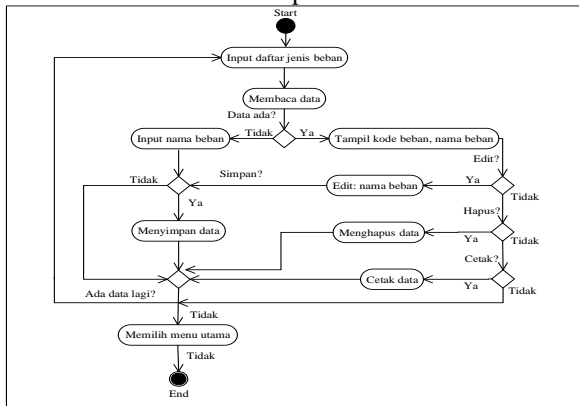 Start
Input daftar jenis beban
Membaca data
Data ada?
Input nama beban
Tidak
Ya
Tampil kode beban, nama beban
Edit?
Tidak
Simpan?
Edit: nama beban
Ya
Tidak
Ya
Hapus?
Menyimpan data
Menghapus data
Ya
Tidak
Cetak?
Cetak data
Ya
Tidak
Ada data lagi?
Tidak
Memilih menu utama
Tidak
End